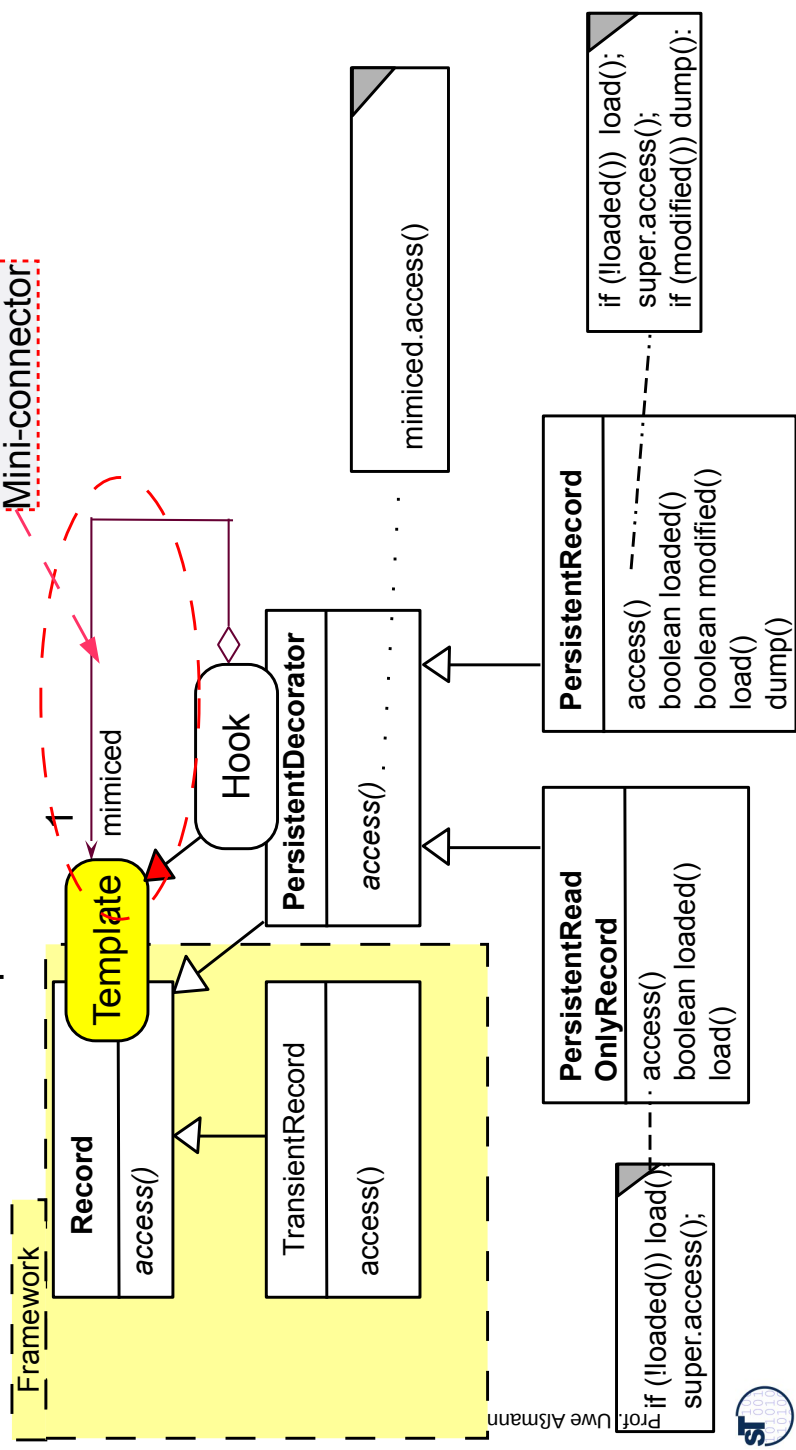 Mini-connector
Framework
Template
1
mimiced
Hook
Record
access()
TransientRecord
access()
PersistentDecorator
access()
mimiced.access()
PersistentRead
OnlyRecord
access()
boolean loaded()
load()
PersistentRecord
access()
boolean loaded()
boolean modified()
load()
dump()
if (!loaded()) load()
super.access();
if (!loaded()) load();
super.access();
if (modified()) dump():
Prof. Uwe Aßmann
ST